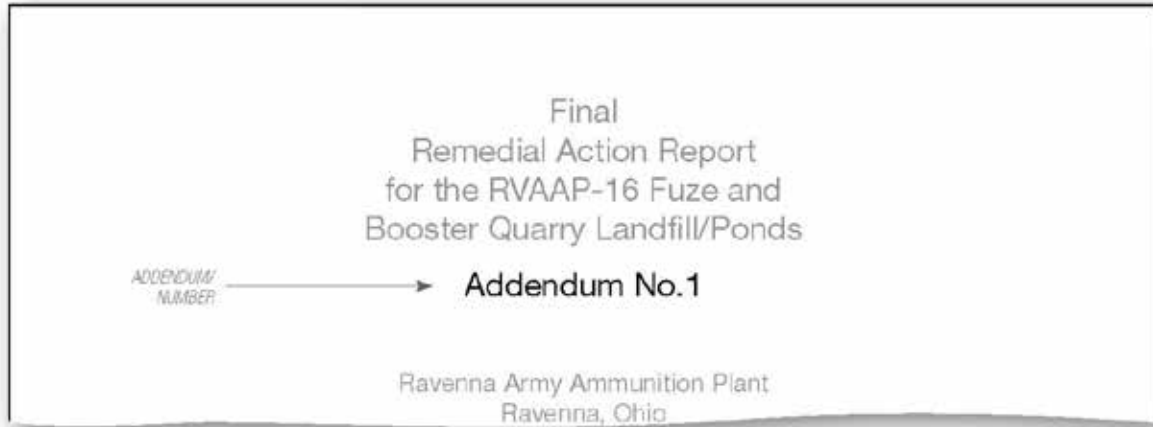 Final
Remedial Action Report
for the RVAAP-16 Fuze and
Booster Quarry Landfill/Ponds
ADDENDUM/
NUMBER
Addendum No.1
Ravenna Army Ammunition Plant
Ravenna, Ohio